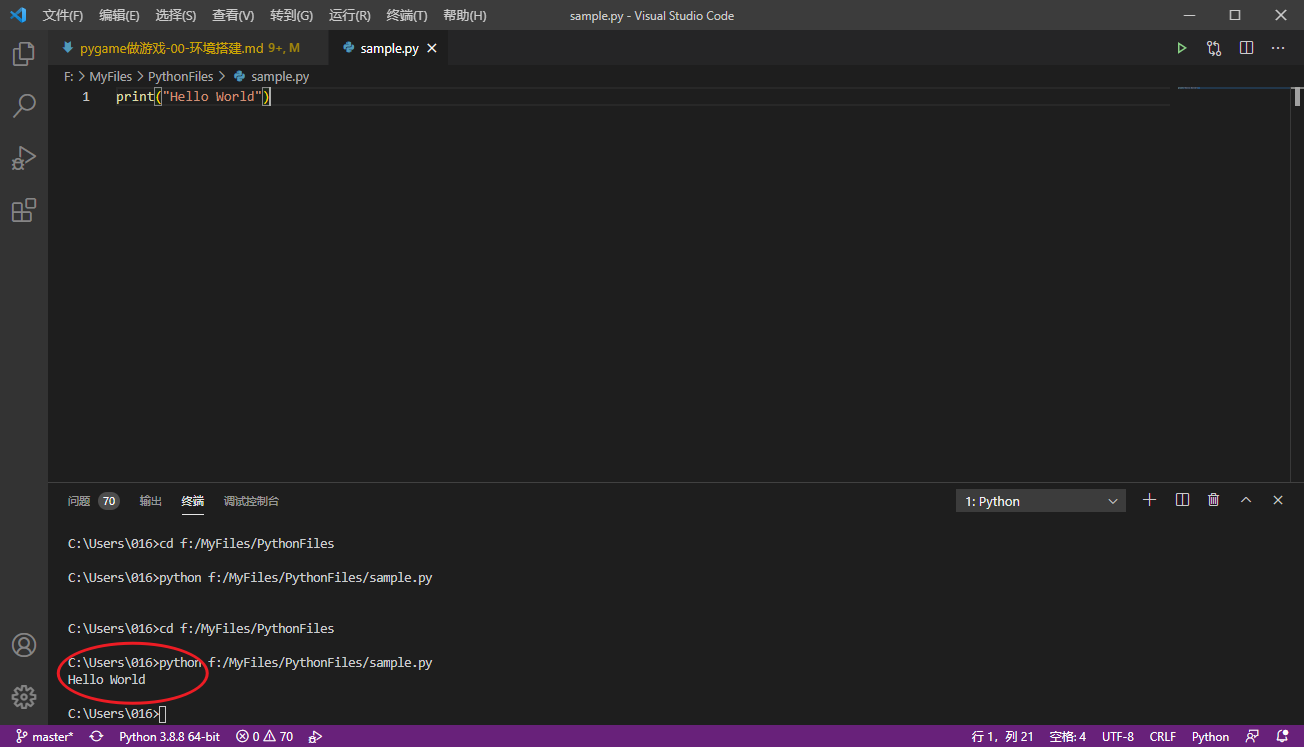 文件(F) 编辑(E) 选择(S) 查看(V) 转到(G) 运行(R) 终端(T) 帮助(H) sample.py - Visual Studio Code
pygame做游戏-00-环境搭建.md 9+, M sample.py
F: > MyFiles > PythonFiles > sample.py
1 print("Hello World")
问题 70 输出 终端 调试控制台 1: Python
C:\Users\016>cd f:/MyFiles/PythonFiles
C:\Users\016>python f:/MyFiles/PythonFiles/sample.py
C:\Users\016>cd f:/MyFiles/PythonFiles
C:\Users\016>python f:/MyFiles/PythonFiles/sample.py
Hello World
C:\Users\016>
master* Python 3.8.8 64-bit 0 70 行 1，列 21 空格: 4 UTF-8 CRLF Python